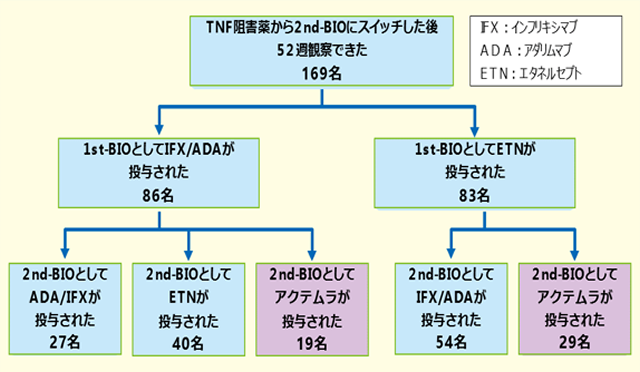 TNF阻害薬から2nd-BIOにスイッチした後
52週観察できた
169名
IFX：インフリキシマブ
ADA：アダリムマブ
ETN：エタネルセプト
1st-BIOとしてIFX/ADAが
投与された
86名
1st-BIOとしてETNが
投与された
83名
2nd-BIOとして
ADA/IFXが
投与された
27名
2nd-BIOとして
ETNが
投与された
40名
2nd-BIOとして
アクテムラが
投与された
19名
2nd-BIOとして
IFX/ADAが
投与された
54名
2nd-BIOとして
アクテムラが
投与された
29名